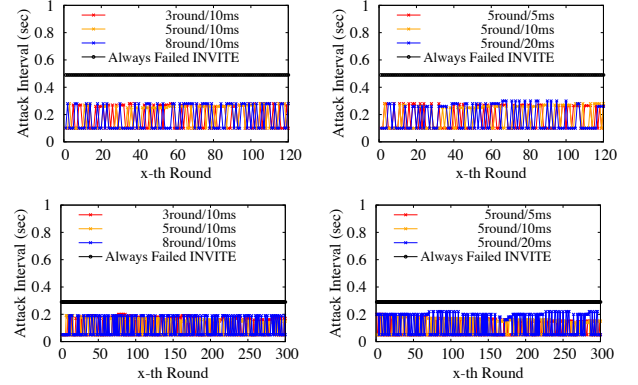 3round/10ms
5round/10ms
8round/10ms
Always Failed INVITE
Attack Interval (sec)
1
0.8
0.6
0.4
0.2
0
0 20 40 60 80 100 120
x-th Round
5round/5ms
5round/10ms
5round/20ms
Always Failed INVITE
Attack Interval (sec)
1
0.8
0.6
0.4
0.2
0
0 20 40 60 80 100 120
x-th Round
3round/10ms
5round/10ms
8round/10ms
Always Failed INVITE
Attack Interval (sec)
1
0.8
0.6
0.4
0.2
0
0 50 100 150 200 250 300
x-th Round
5round/5ms
5round/10ms
5round/20ms
Always Failed INVITE
Attack Interval (sec)
1
0.8
0.6
0.4
0.2
0
0 50 100 150 200 250 300
x-th Round